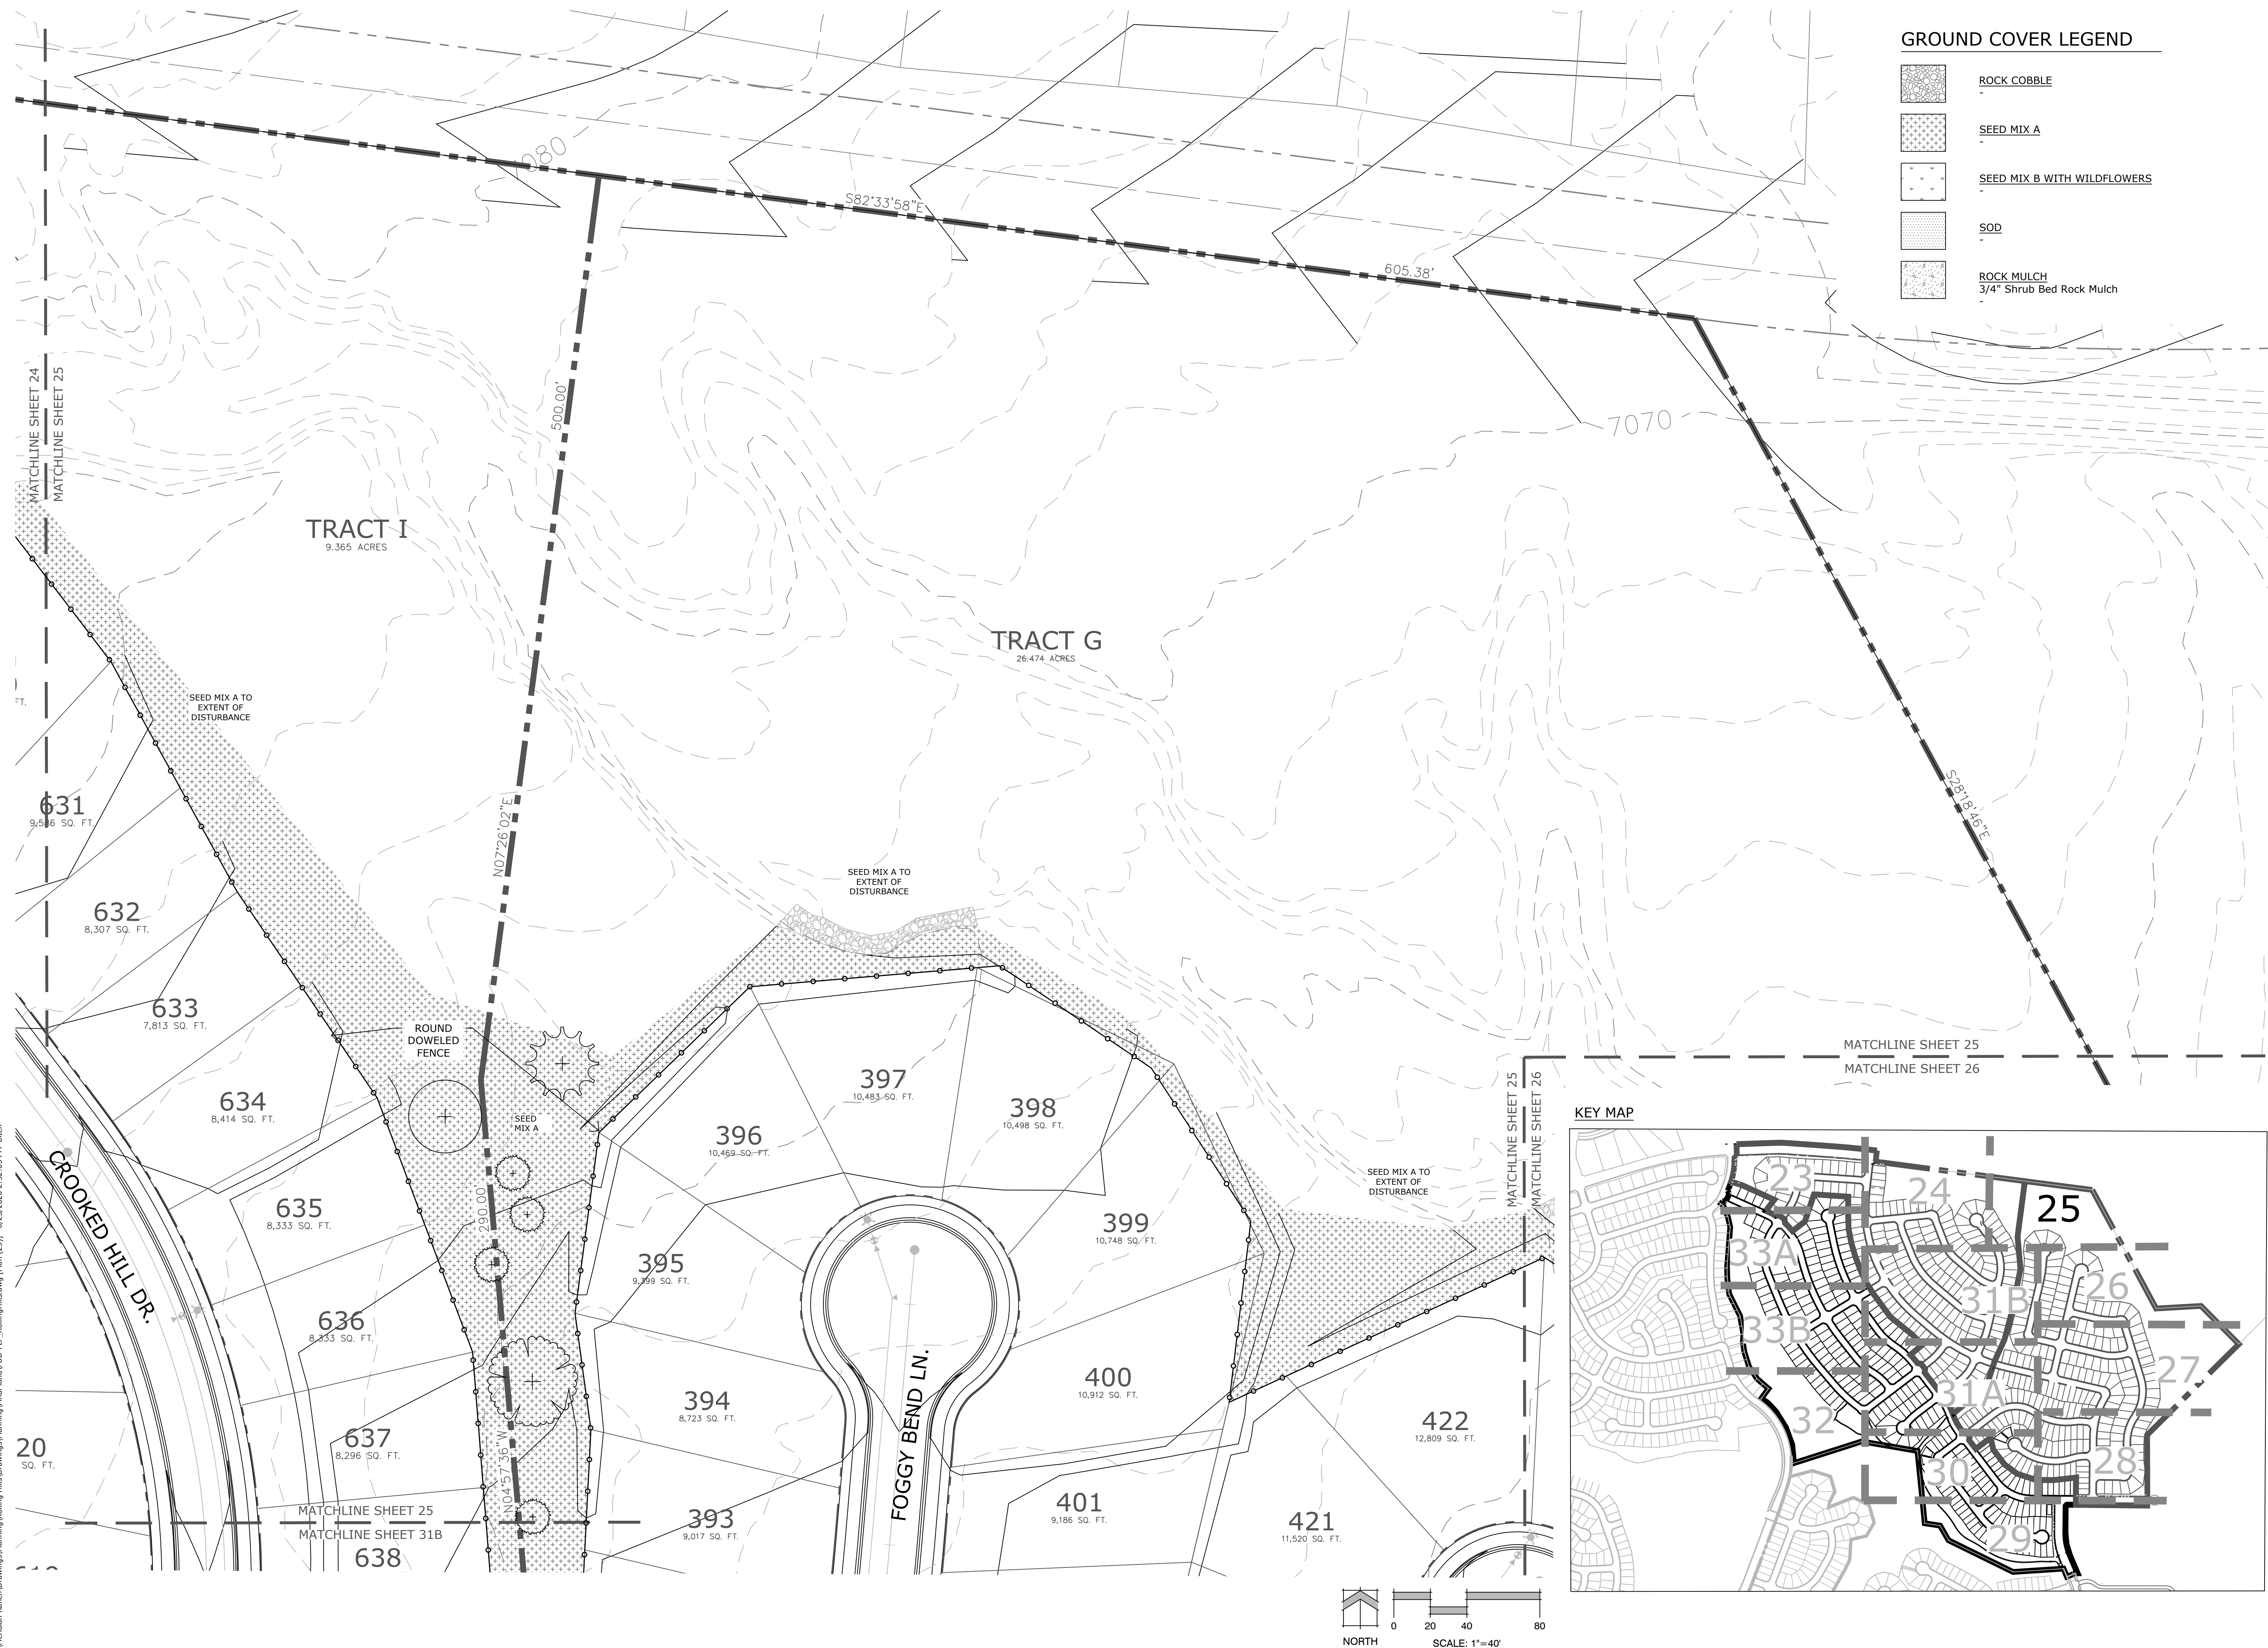 GROUND COVER LEGEND
ROCK COBBLE
-
SEED MIX A
-
SEED MIX B WITH WILDFLOWERS
-
SOD
-
ROCK MULCH
3/4" Shrub Bed Rock Mulch
-
080
S82°33'58"E
605.38'
500.00'
N07°26'02"E
7070
S28°18'46"E
MATCHLINE SHEET 24
MATCHLINE SHEET 25
TRACT I
9.365 ACRES
TRACT G
26.474 ACRES
SEED MIX A TO
EXTENT OF
DISTURBANCE
FT.
631
9,586 SQ. FT.
632
8,307 SQ. FT.
633
7,813 SQ. FT.
634
8,414 SQ. FT.
635
8,333 SQ. FT.
636
8,333 SQ. FT.
637
8,296 SQ. FT.
638
20
SQ. FT.
CROOKED HILL DR.
ROUND
DOWELED
FENCE
SEED
MIX A
290.00
N04°57'36"W
MATCHLINE SHEET 25
MATCHLINE SHEET 31B
SEED MIX A TO
EXTENT OF
DISTURBANCE
397
10,483 SQ. FT.
398
10,498 SQ. FT.
396
10,469 SQ. FT.
399
10,748 SQ. FT.
395
9,399 SQ. FT.
394
8,723 SQ. FT.
400
10,912 SQ. FT.
393
9,017 SQ. FT.
401
9,186 SQ. FT.
422
12,809 SQ. FT.
421
11,520 SQ. FT.
FOGGY BEND LN.
SEED MIX A TO
EXTENT OF
DISTURBANCE
MATCHLINE SHEET 25
MATCHLINE SHEET 26
MATCHLINE SHEET 25
MATCHLINE SHEET 26
KEY MAP
23
24
25
33A
26
31B
33B
27
31A
32
28
30
29
NORTH
0 20 40 80
SCALE: 1"=40'